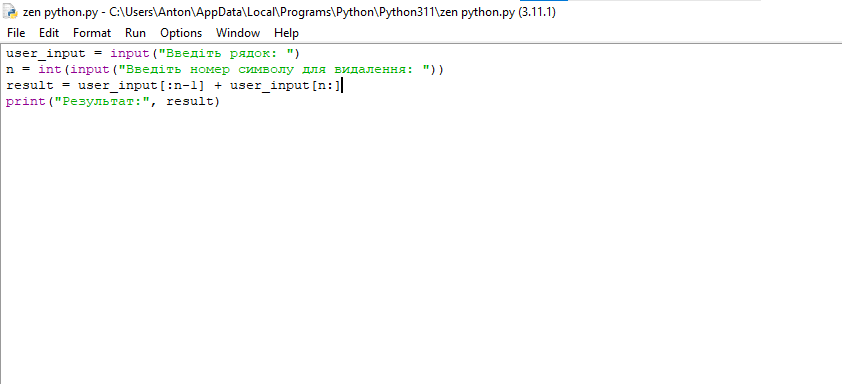 zen python.py - C:\Users\Anton\AppData\Local\Programs\Python\Python311\zen python.py (3.11.1)
File Edit Format Run Options Window Help
user_input = input("Введіть рядок: ")
n = int(input("Введіть номер символу для видалення: "))
result = user_input[:n-1] + user_input[n:]
print("Результат:", result)